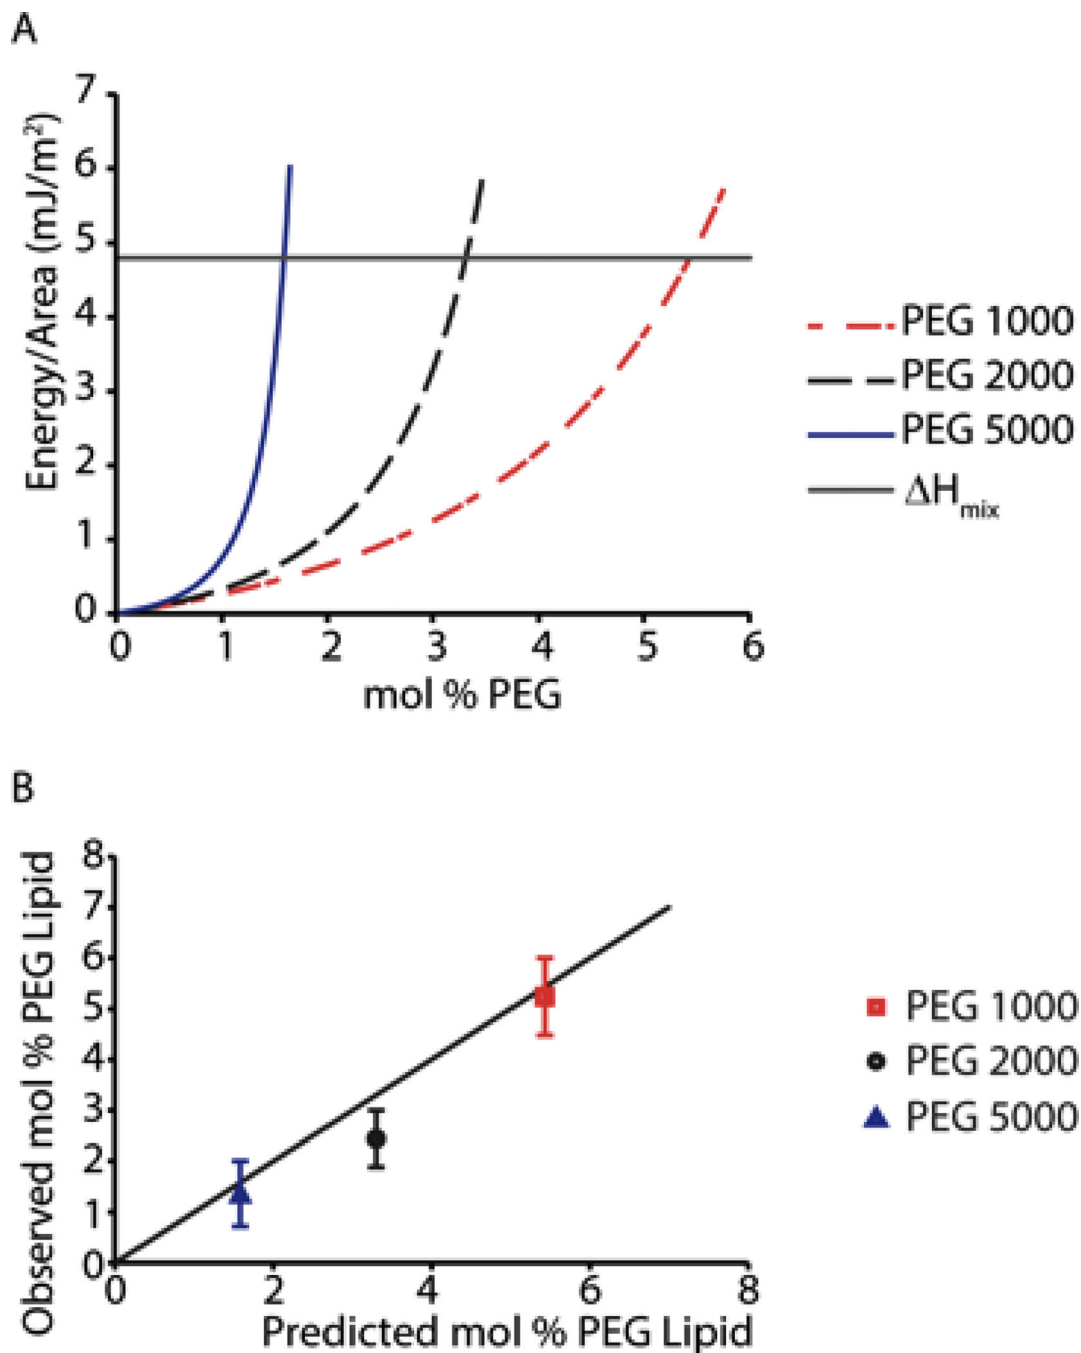 A
Energy/Area (mJ/m²)
7
6
5
4
3
2
1
0
0 1 2 3 4 5 6
mol % PEG
PEG 1000
PEG 2000
PEG 5000
ΔHmix
B
Observed mol % PEG Lipid
8
7
6
5
4
3
2
1
0
0 2 4 6 8
Predicted mol % PEG Lipid
PEG 1000
PEG 2000
PEG 5000